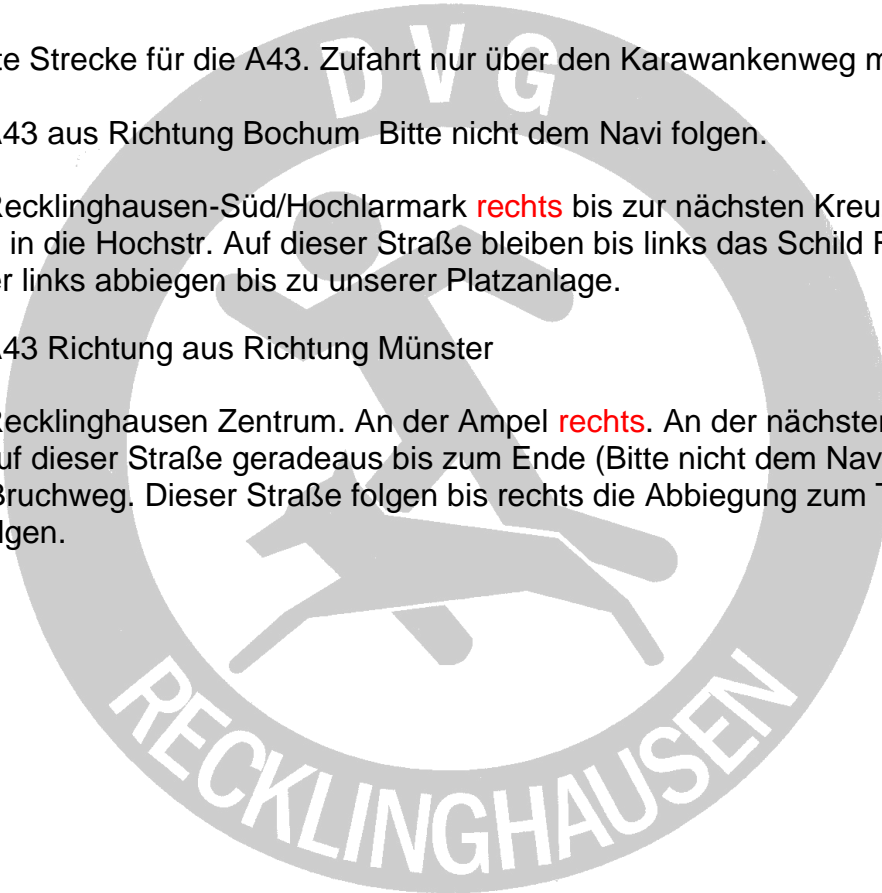 te Strecke für die A43. Zufahrt nur über den Karawankenweg m
A43 aus Richtung Bochum Bitte nicht dem Navi folgen.
Recklinghausen-Süd/Hochlarmark rechts bis zur nächsten Kreu
in die Hochstr. Auf dieser Straße bleiben bis links das Schild
er links abbiegen bis zu unserer Platzanlage.
A43 Richtung aus Richtung Münster
Recklinghausen Zentrum. An der Ampel rechts. An der nächsten
uf dieser Straße geradeaus bis zum Ende (Bitte nicht dem Navi
Bruchweg. Dieser Straße folgen bis rechts die Abbiegung zum T
lgen.
DVG
RECKLINGHAUSEN